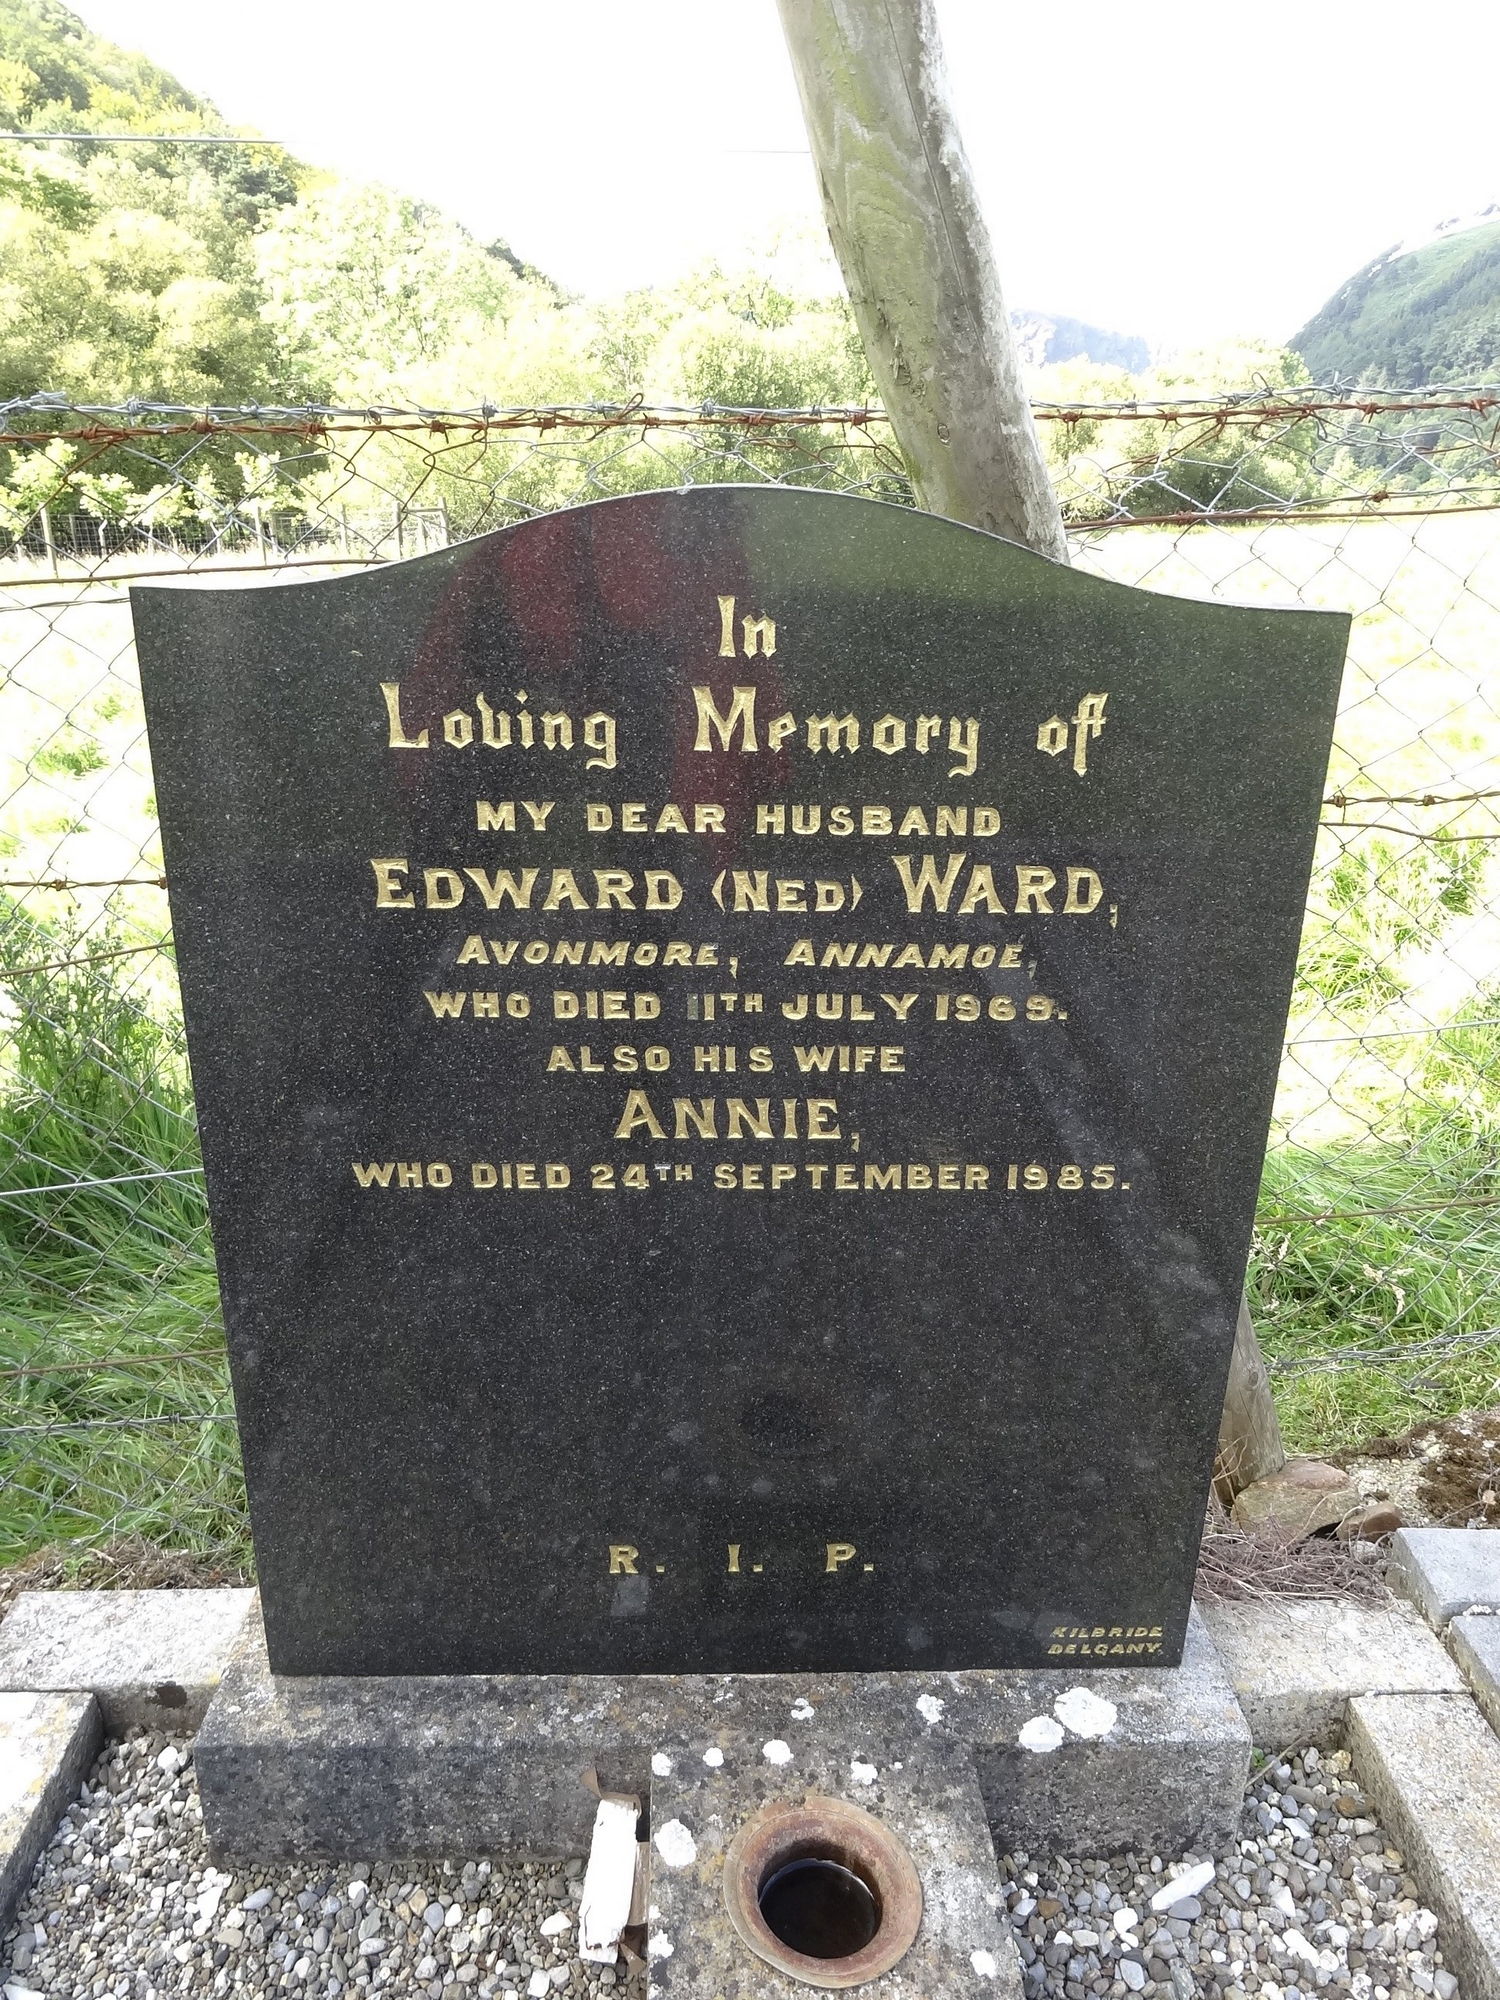 In
Loving Memory of
MY DEAR HUSBAND
EDWARD (NED) WARD,
AVONMORE, ANNAMOE,
WHO DIED 11TH JULY 1969.
ALSO HIS WIFE
ANNIE,
WHO DIED 24TH SEPTEMBER 1985.
R. I. P.
KILBRIDE
DELGANY.